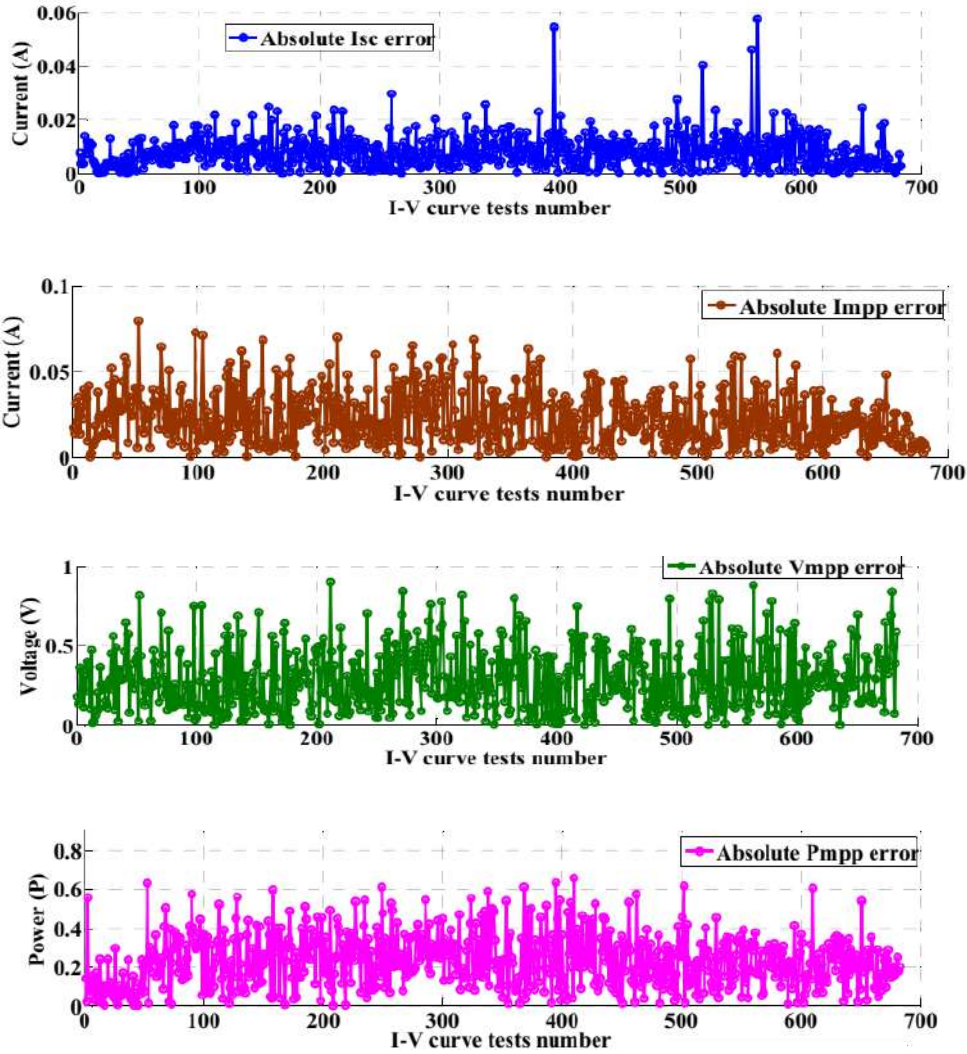 0.06
0.04
0.02
0
Current (A)
Absolute Isc error
0 100 200 300 400 500 600 700
I-V curve tests number
0.1
0.05
0
Current (A)
Absolute Impp error
0 100 200 300 400 500 600 700
I-V curve tests number
1
0.5
0
Voltage (V)
Absolute Vmpp error
0 100 200 300 400 500 600 700
I-V curve tests number
0.8
0.6
0.4
0.2
0
Power (P)
Absolute Pmpp error
0 100 200 300 400 500 600 700
I-V curve tests number